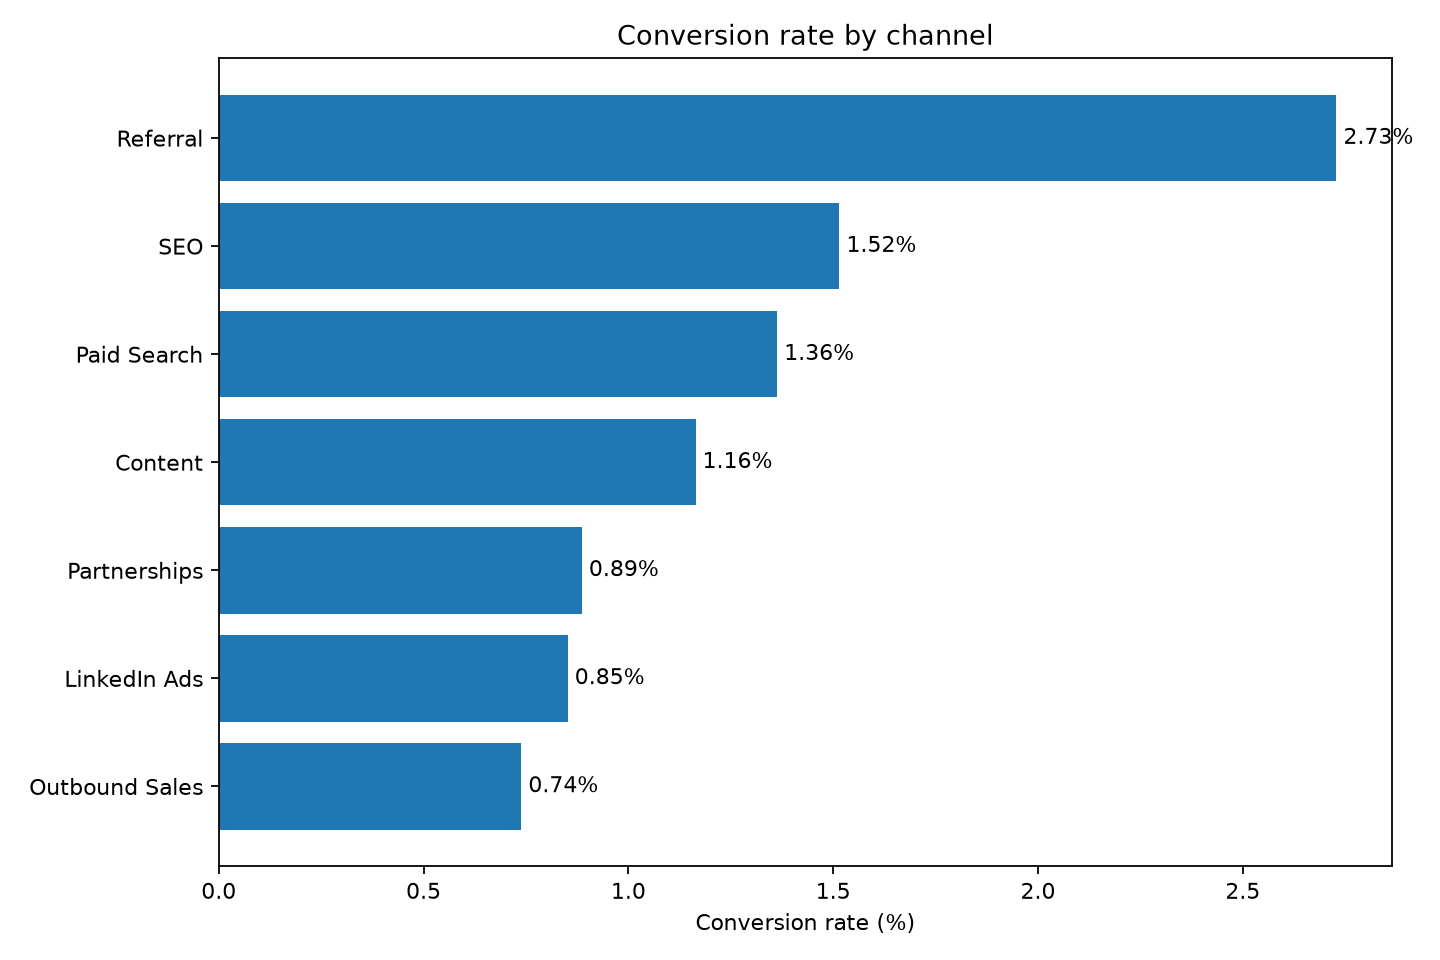 Conversion rate by channel
Referral 2.73%
SEO 1.52%
Paid Search 1.36%
Content 1.16%
Partnerships 0.89%
LinkedIn Ads 0.85%
Outbound Sales 0.74%
0.0 0.5 1.0 1.5 2.0 2.5
Conversion rate (%)